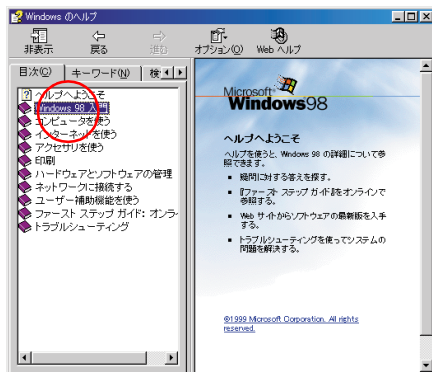 Windows のヘルプ
非表示
戻る
進む
オプション(O)
Web ヘルプ
目次(C)
キーワード(N)
検
ヘルプへようこそ
Windows 98 入門
コンピュータを使う
インターネットを使う
アクセサリを使う
印刷
ハードウェアとソフトウェアの管理
ネットワークに接続する
ユーザー補助機能を使う
ファースト ステップ ガイド: オンラ
トラブルシューティング
Microsoft
Windows98
ヘルプへようこそ
ヘルプを使うと、Windows 98 の詳細について参
照できます。
▪ 疑問に対する答えを探す。
▪ 『ファースト ステップ ガイド』をオンラインで
参照する。
▪ Web サイトからソフトウェアの最新版を入手
する。
▪ トラブルシューティングを使ってシステムの
問題を解決する。
©1999 Microsoft Corporation. All rights
reserved.